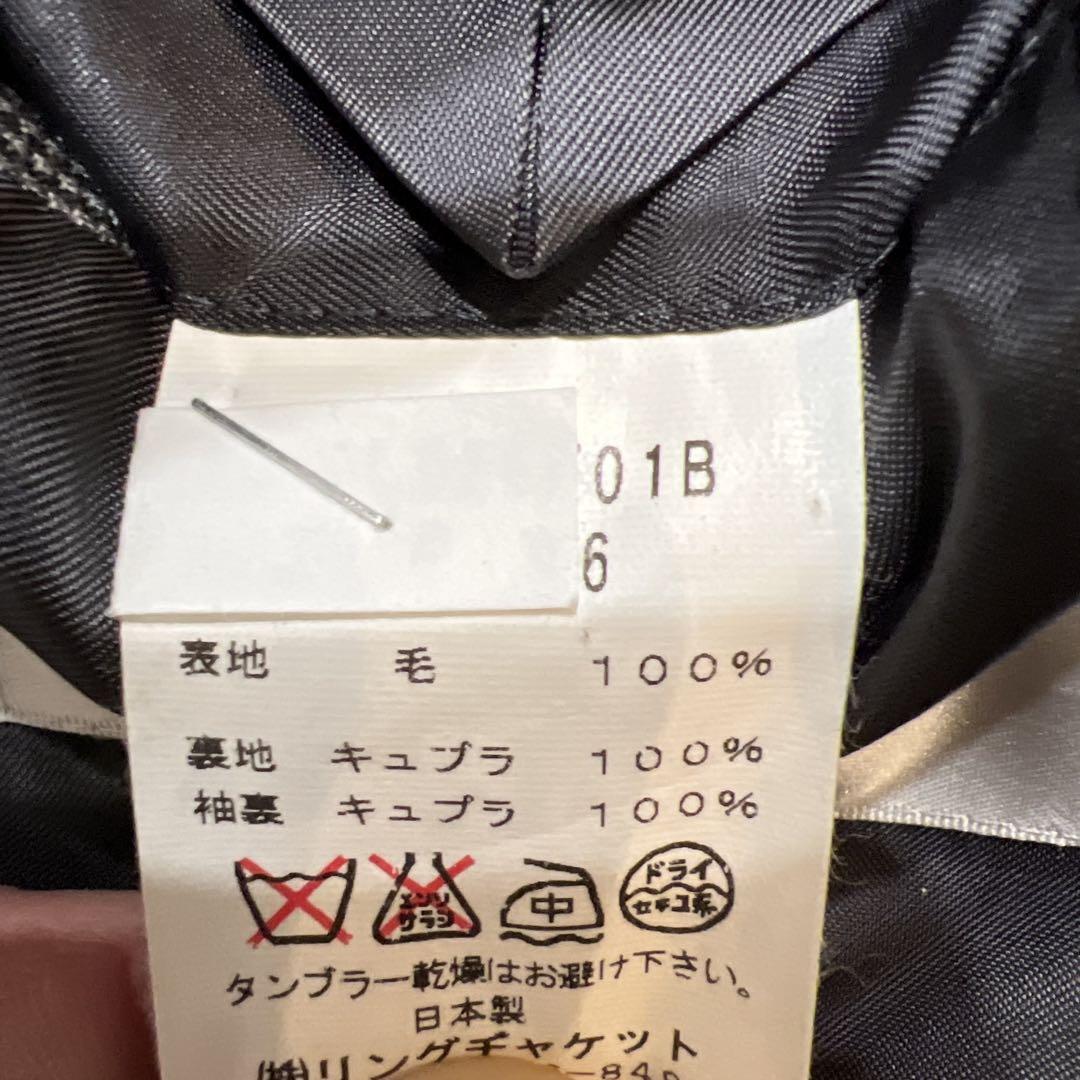 01B
6
表地 毛 100%
裏地 キュプラ 100%
袖裏 キュプラ 100%
エンソ サラシ 中 ドライ セキユ系
タンブラー乾燥はお避け下さい。
日本製
㈱リングヂャケット
-84